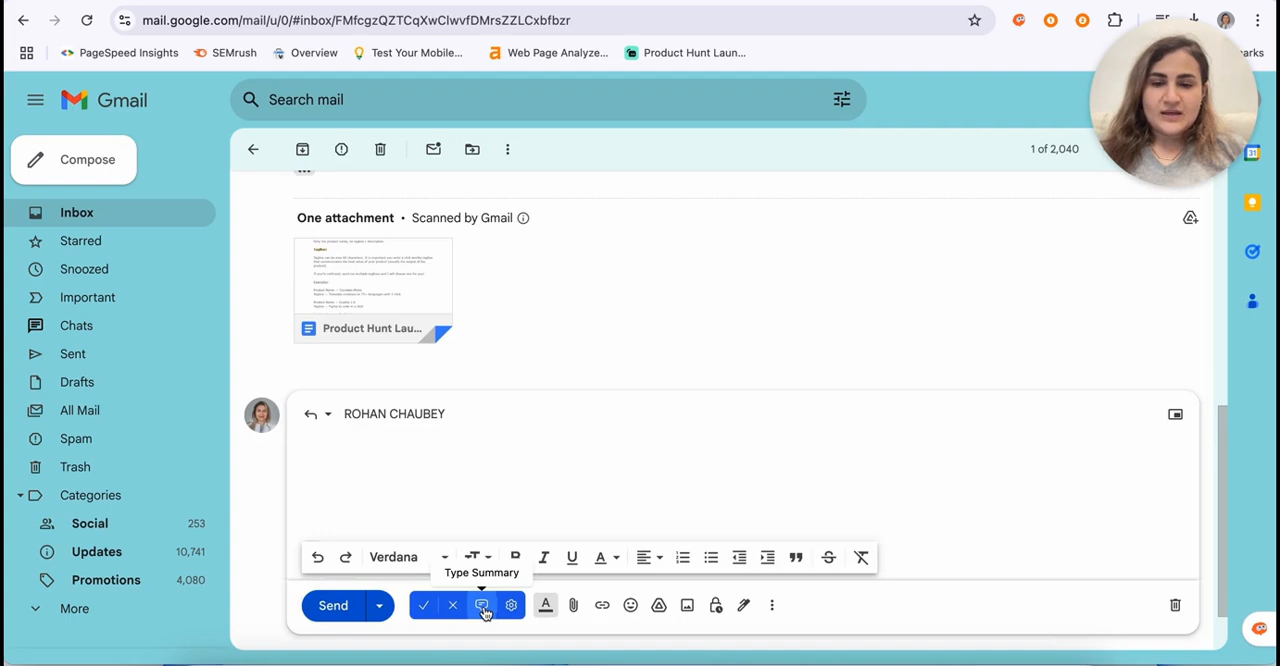 mail.google.com/mail/u/0/#inbox/FMfcgzQZTCqXwClwvfDMrsZZLCxbfbzr
PageSpeed Insights
SEMrush
Overview
Test Your Mobile...
Web Page Analyze...
Product Hunt Laun...
arks
Gmail
Search mail
Compose
1 of 2,040
Inbox
Starred
Snoozed
Important
Chats
Sent
Drafts
All Mail
Spam
Trash
Categories
Social 253
Updates 10,741
Promotions 4,080
More
One attachment • Scanned by Gmail
Product Hunt Lau...
ROHAN CHAUBEY
Verdana
Type Summary
Send